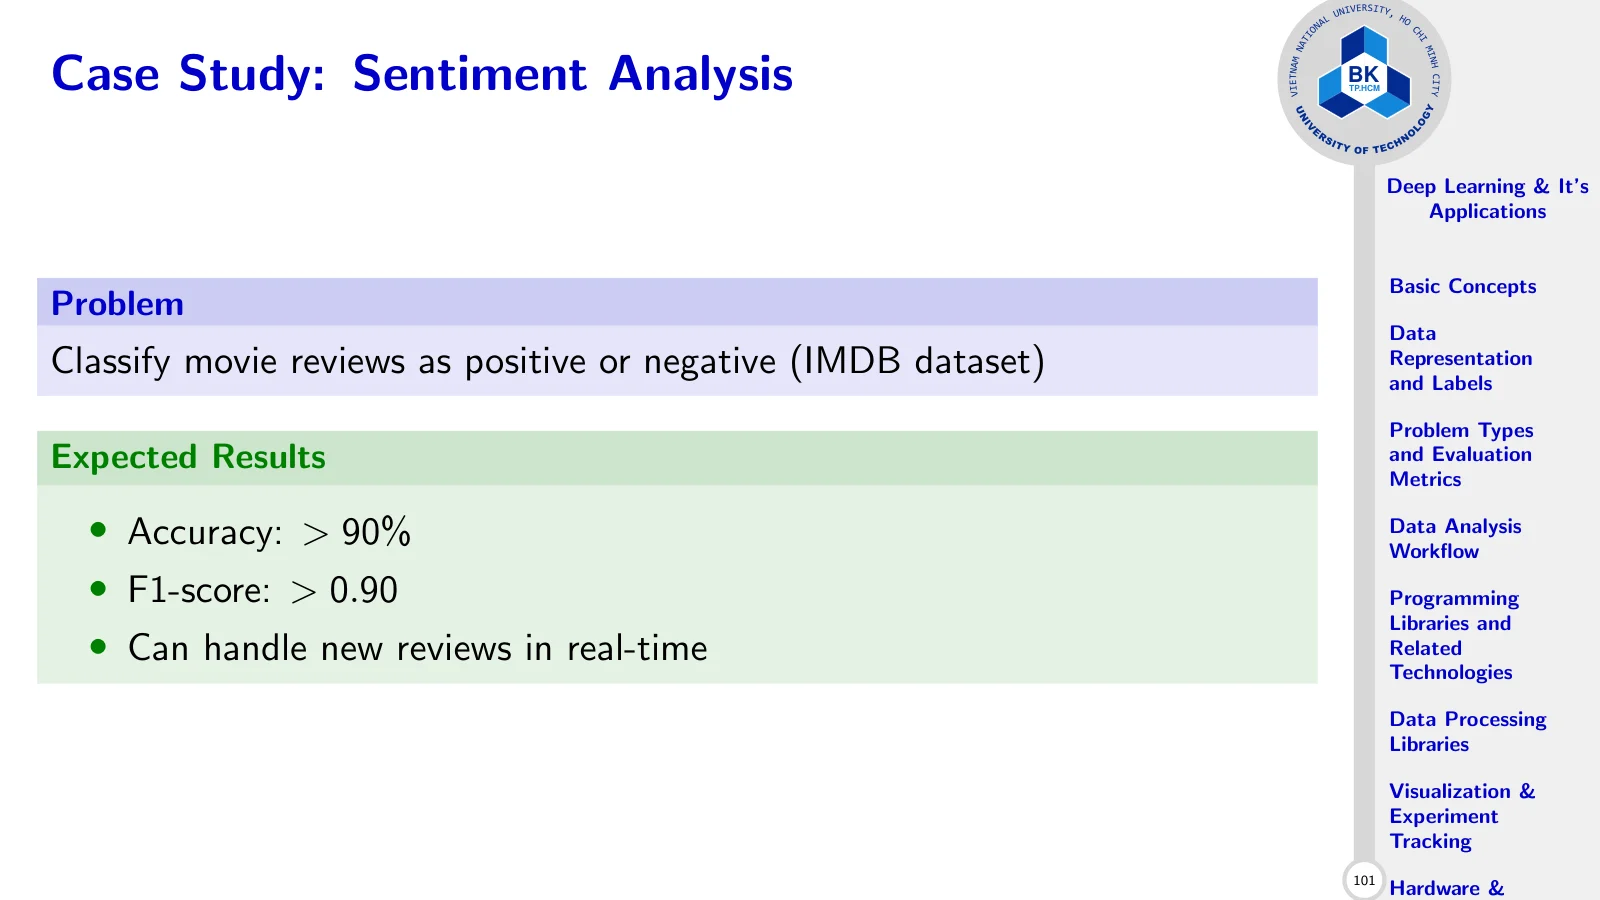 Case Study: Sentiment Analysis
Problem
Classify movie reviews as positive or negative (IMDB dataset)
Expected Results
• Accuracy: > 90%
• F1-score: > 0.90
• Can handle new reviews in real-time
VIETNAM NATIONAL UNIVERSITY, HO CHI MINH CITY
BK
TP.HCM
UNIVERSITY OF TECHNOLOGY
Deep Learning & It's
Applications
Basic Concepts
Data
Representation
and Labels
Problem Types
and Evaluation
Metrics
Data Analysis
Workflow
Programming
Libraries and
Related
Technologies
Data Processing
Libraries
Visualization &
Experiment
Tracking
Hardware &
101